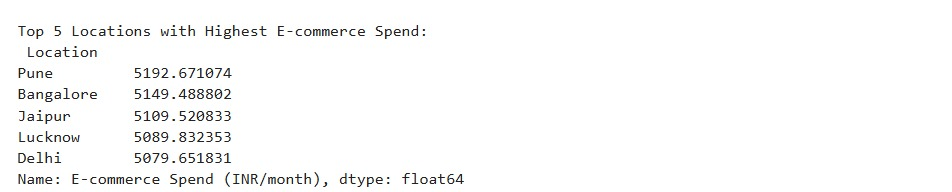 Top 5 Locations with Highest E-commerce Spend:
 Location
Pune         5192.671074
Bangalore    5149.488802
Jaipur       5109.520833
Lucknow      5089.832353
Delhi        5079.651831
Name: E-commerce Spend (INR/month), dtype: float64